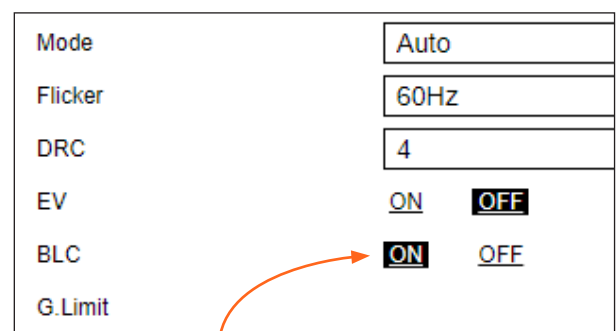 Mode Auto
Flicker 60Hz
DRC 4
EV ON OFF
BLC ON OFF
G.Limit